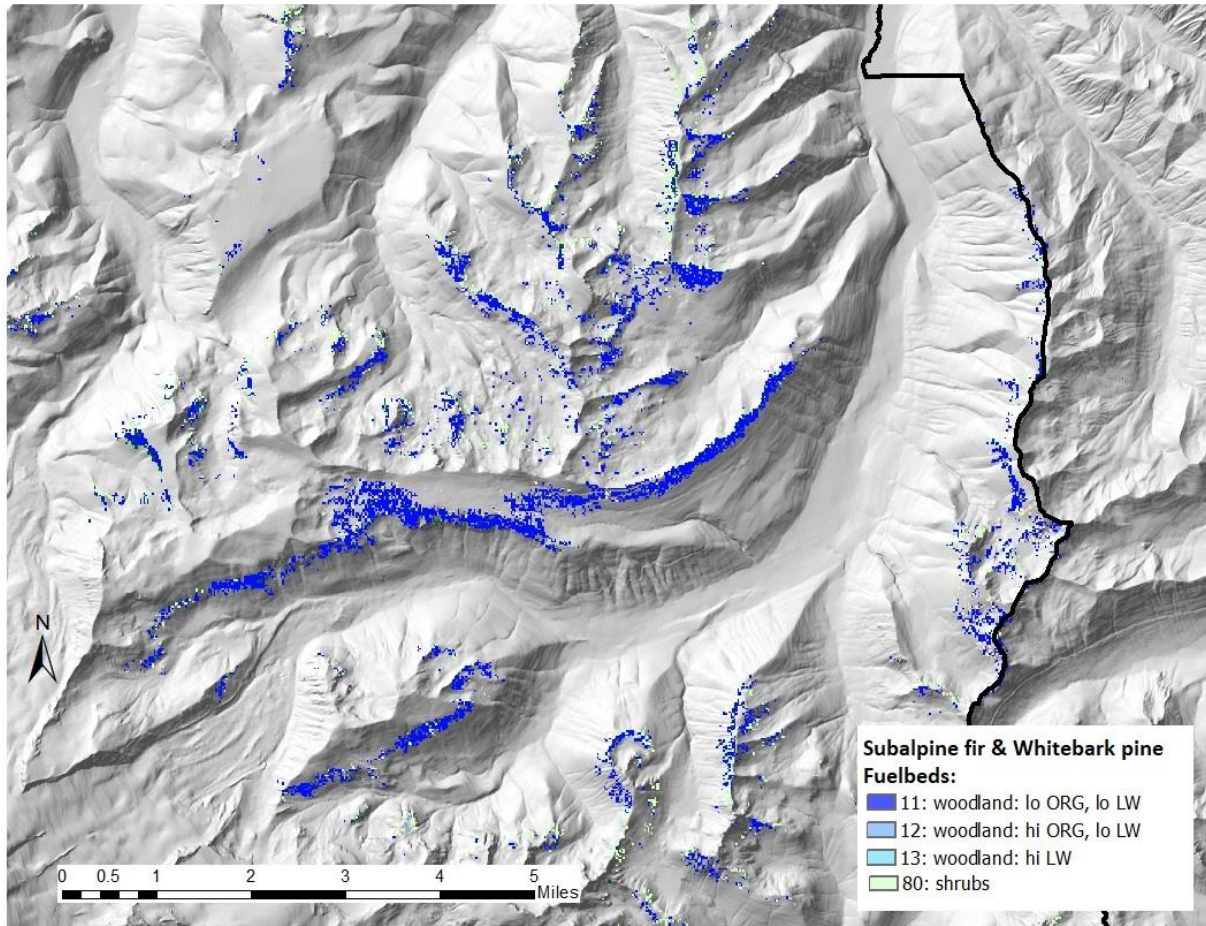 N
0 0.5 1 2 3 4 5
Miles
Subalpine fir & Whitebark pine
Fuelbeds:
11: woodland: lo ORG, lo LW
12: woodland: hi ORG, lo LW
13: woodland: hi LW
80: shrubs